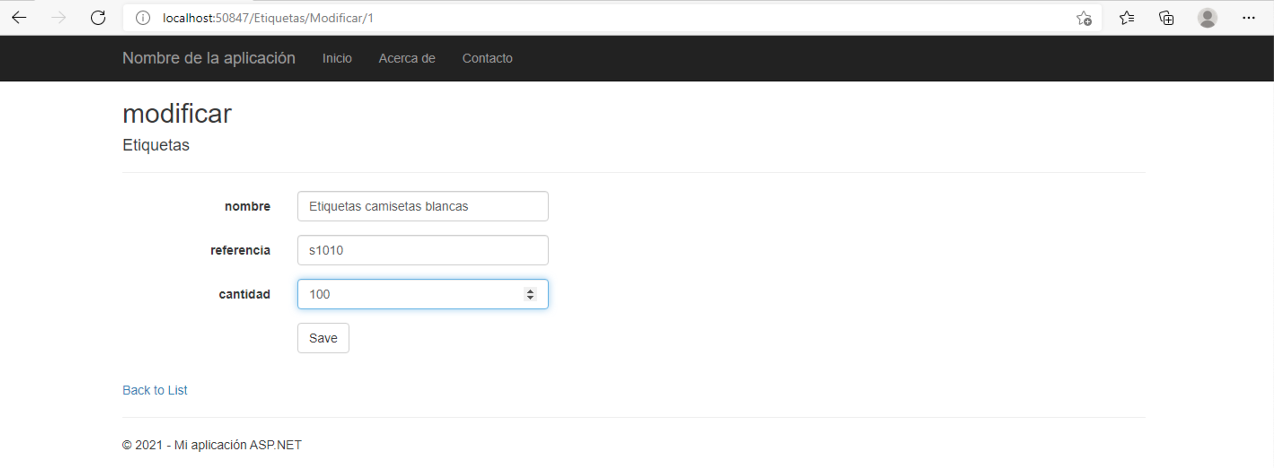 localhost:50847/Etiquetas/Modificar/1
Nombre de la aplicación Inicio Acerca de Contacto
modificar
Etiquetas
nombre Etiquetas camisetas blancas
referencia s1010
cantidad 100
Save
Back to List
© 2021 - Mi aplicación ASP.NET